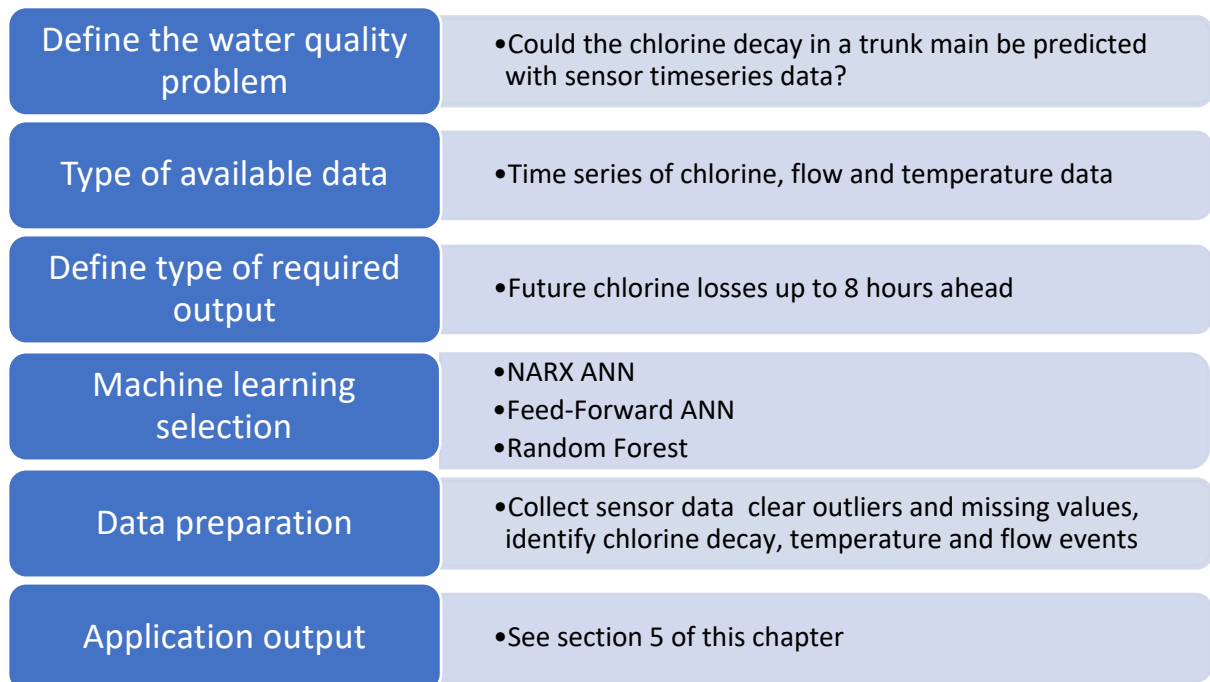 Define the water quality
problem
•Could the chlorine decay in a trunk main be predicted
with sensor timeseries data?
Type of available data
•Time series of chlorine, flow and temperature data
Define type of required
output
•Future chlorine losses up to 8 hours ahead
Machine learning
selection
•NARX ANN
•Feed-Forward ANN
•Random Forest
Data preparation
•Collect sensor data  clear outliers and missing values,
identify chlorine decay, temperature and flow events
Application output
•See section 5 of this chapter